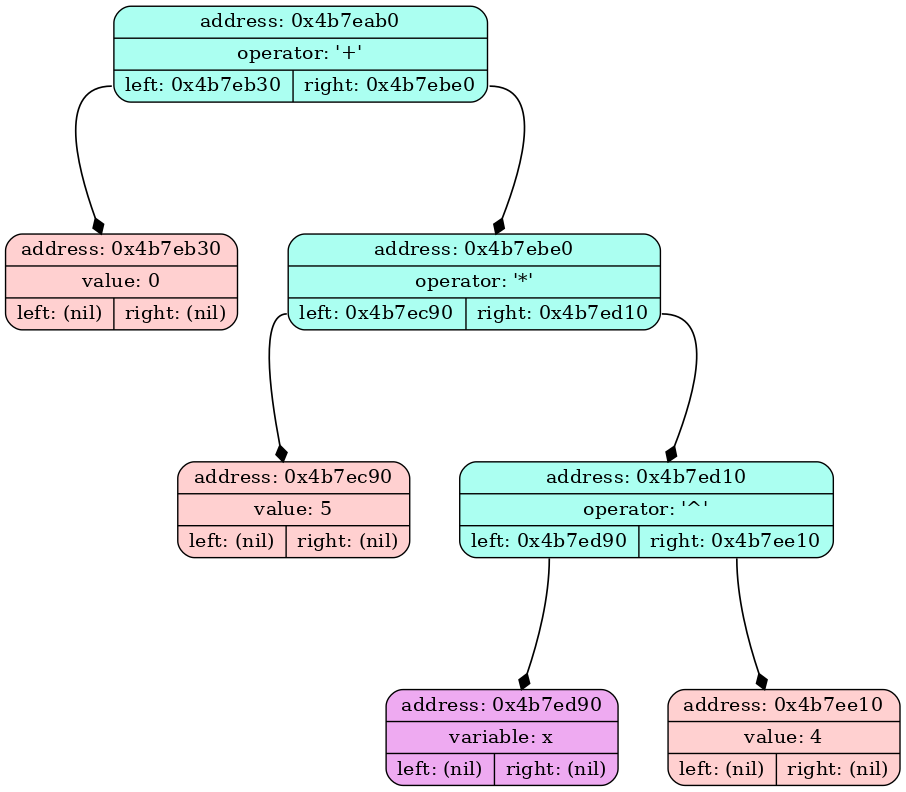 address: 0x4b7eab0
operator: '+'
left: 0x4b7eb30 right: 0x4b7ebe0
address: 0x4b7eb30
value: 0
left: (nil) right: (nil)
address: 0x4b7ebe0
operator: '*'
left: 0x4b7ec90 right: 0x4b7ed10
address: 0x4b7ec90
value: 5
left: (nil) right: (nil)
address: 0x4b7ed10
operator: '^'
left: 0x4b7ed90 right: 0x4b7ee10
address: 0x4b7ed90
variable: x
left: (nil) right: (nil)
address: 0x4b7ee10
value: 4
left: (nil) right: (nil)